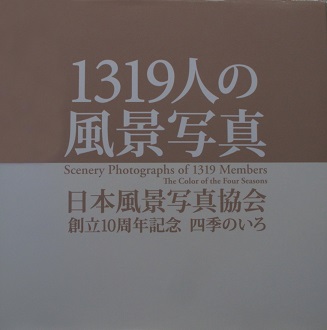 1319人の
風景写真
Scenery Photographs of 1319 Members
The Color of the Four Seasons
日本風景写真協会
創立10周年記念 四季のいろ